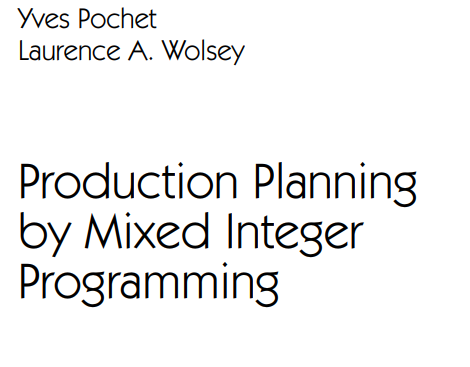 Yves Pochet
Laurence A. Wolsey
Production Planning
by Mixed Integer
Programming